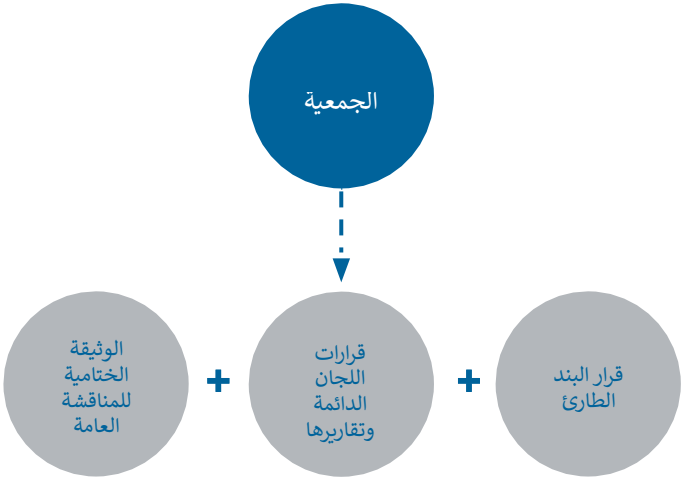 الجمعية
قرار البند
الطارئ
+
قرارات
اللجان
الدائمة
وتقاريرها
+
الوثيقة
الختامية
للمناقشة
العامة